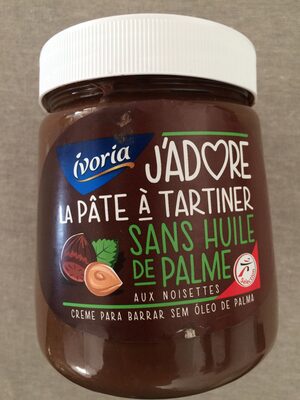 ivoria
J'ADORE
LA PÂTE À TARTINER
SANS HUILE
DE PALME
AUX NOISETTES
CREME PARA BARRAR SEM ÓLEO DE PALMA